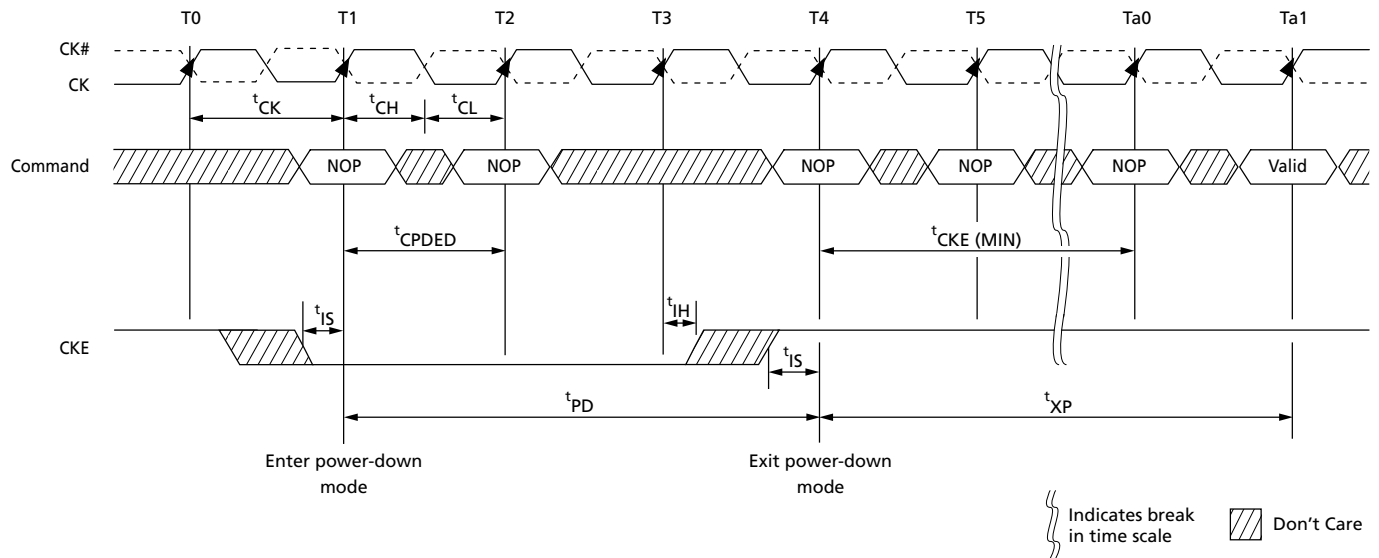 T0 T1 T2 T3 T4 T5 Ta0 Ta1
CK#
CK
tCK tCH tCL
Command NOP NOP NOP NOP NOP Valid
tCPDED tCKE (MIN)
tIS tIH
CKE
tIS
tPD tXP
Enter power-down
mode
Exit power-down
mode
Indicates break
in time scale
Don't Care